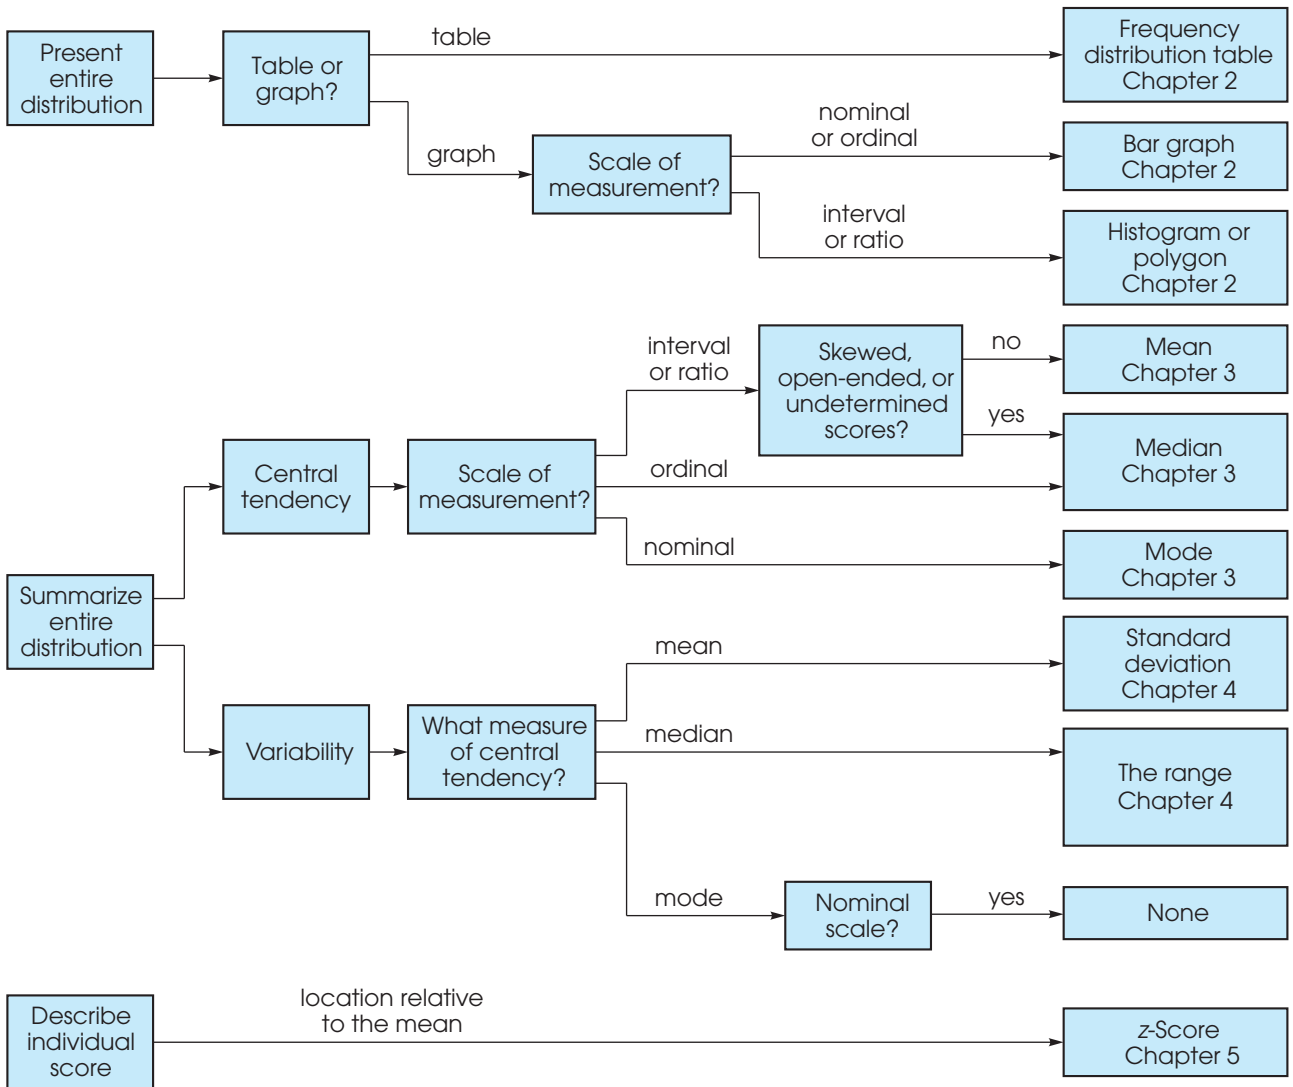 Present
entire
distribution
Table or
graph?
table
Frequency
distribution table
Chapter 2
graph
Scale of
measurement?
nominal
or ordinal
Bar graph
Chapter 2
interval
or ratio
Histogram or
polygon
Chapter 2
Summarize
entire
distribution
Central
tendency
Scale of
measurement?
interval
or ratio
Skewed,
open-ended, or
undetermined
scores?
no
Mean
Chapter 3
yes
Median
Chapter 3
ordinal
nominal
Mode
Chapter 3
Variability
What measure
of central
tendency?
mean
Standard
deviation
Chapter 4
median
The range
Chapter 4
mode
Nominal
scale?
yes
None
Describe
individual
score
location relative
to the mean
z-Score
Chapter 5